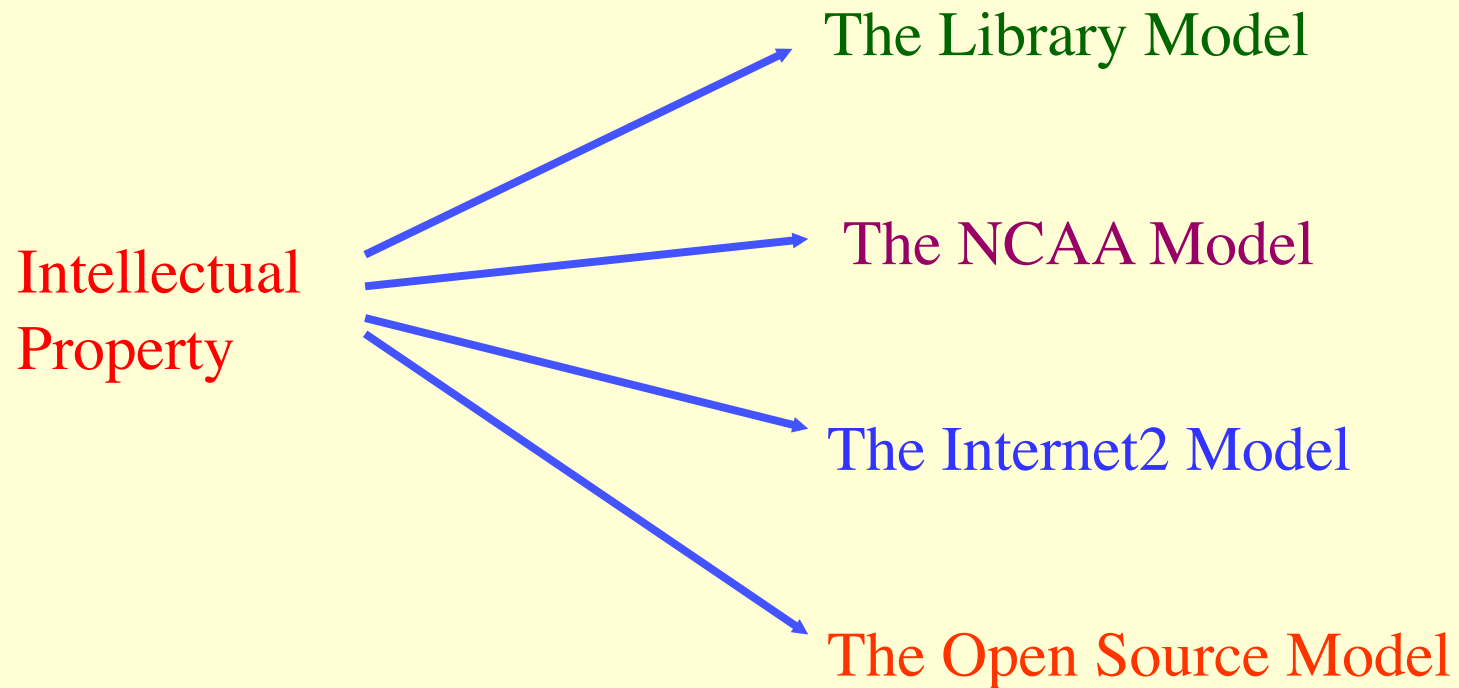 Intellectual
Property
The Library Model
The NCAA Model
The Internet2 Model
The Open Source Model